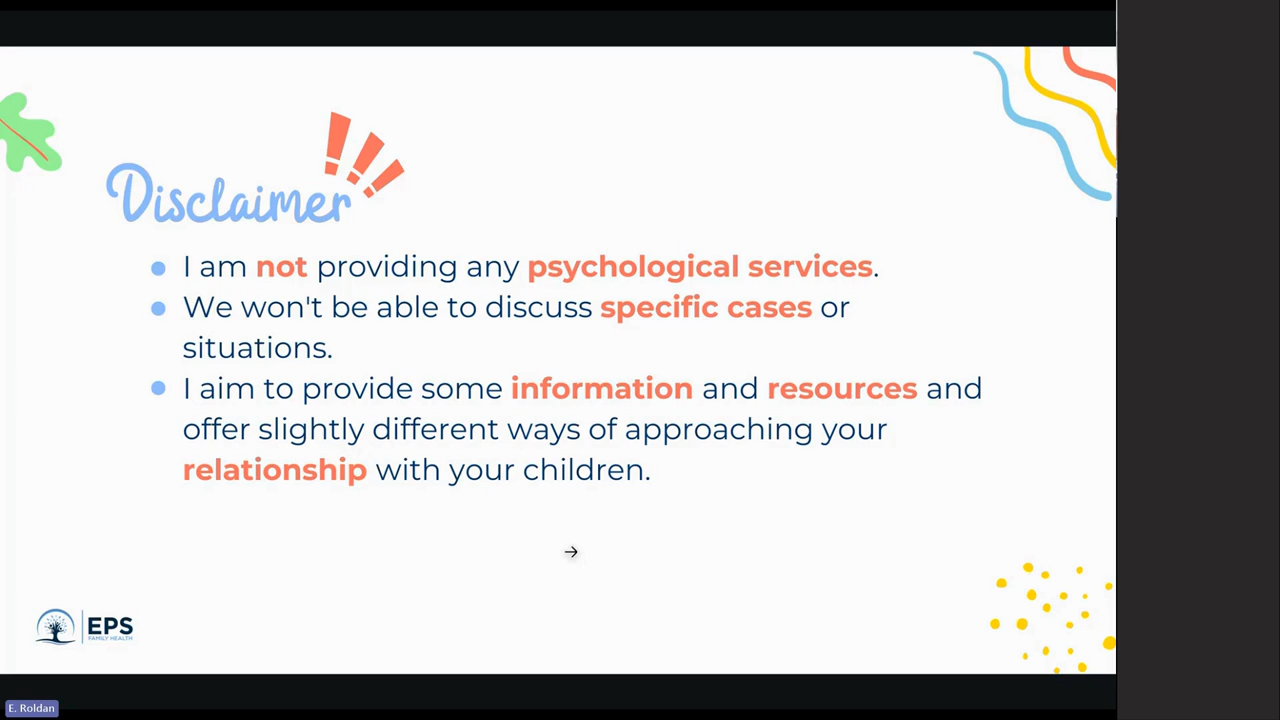 Disclaimer!!!
I am not providing any psychological services.
We won't be able to discuss specific cases or
situations.
I aim to provide some information and resources and
offer slightly different ways of approaching your
relationship with your children.
EPS
FAMILY HEALTH
E. Roldan